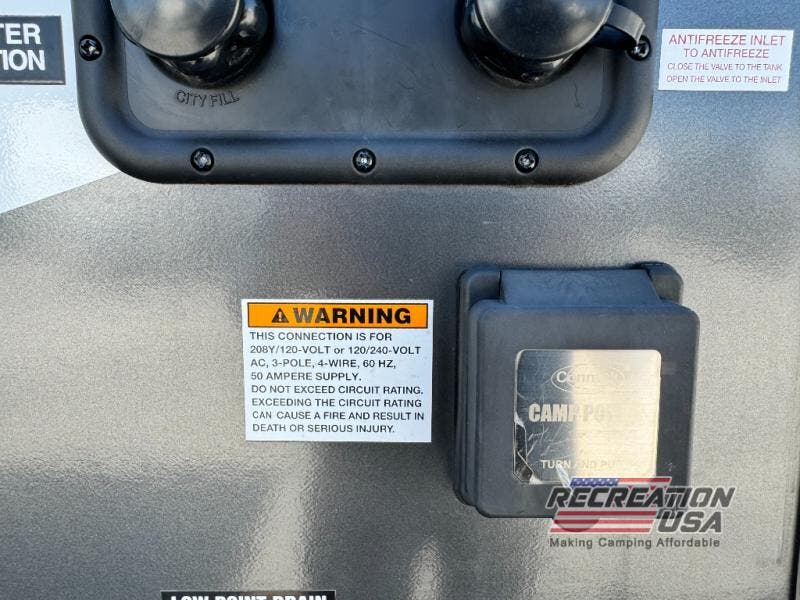 TER
TION
CITY FILL
ANTIFREEZE INLET
TO ANTIFREEZE
CLOSE THE VALVE TO THE TANK
OPEN THE VALVE TO THE INLET
WARNING
THIS CONNECTION IS FOR
208Y/120-VOLT or 120/240-VOLT
AC, 3-POLE, 4-WIRE, 60 HZ,
50 AMPERE SUPPLY.
DO NOT EXCEED CIRCUIT RATING.
EXCEEDING THE CIRCUIT RATING
CAN CAUSE A FIRE AND RESULT IN
DEATH OR SERIOUS INJURY.
CAMP
TURN AND
RECREATION
USA
Making Camping Affordable
LOW POINT DRAIN